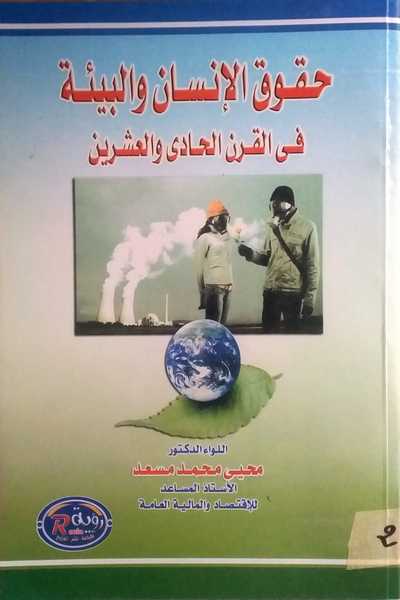 حقوق الإنسان والبيئة
فى القرن الحادى والعشرين
اللواء الدكتور
محيى محمد مسعد
الأستاذ المساعد
للإقتصاد والمالية العامة
رؤية
R